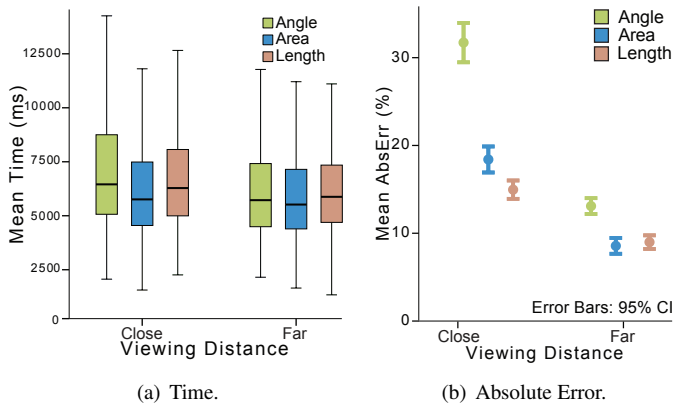 Mean Time (ms)
12500
10000
7500
5000
2500
0
Angle
Area
Length
Close
Far
Viewing Distance
(a) Time.
Mean AbsErr (%)
30
20
10
0
Angle
Area
Length
Error Bars: 95% CI
Close
Far
Viewing Distance
(b) Absolute Error.